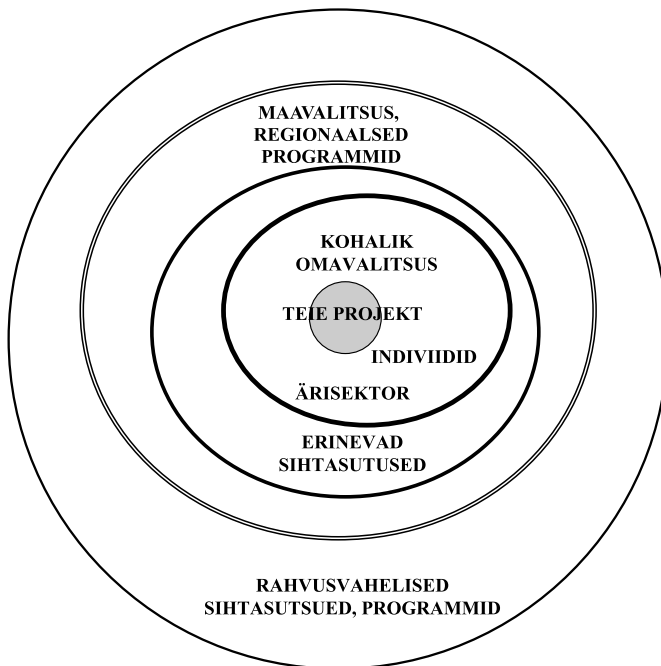 MAAVALITSUS,
REGIONAALSED
PROGRAMMID
KOHALIK
OMAVALITSUS
TEIE PROJEKT
INDIVIIDID
ÄRISEKTOR
ERINEVAD
SIHTASUTUSED
RAHVUSVAHELISED
SIHTASUTSUED, PROGRAMMID